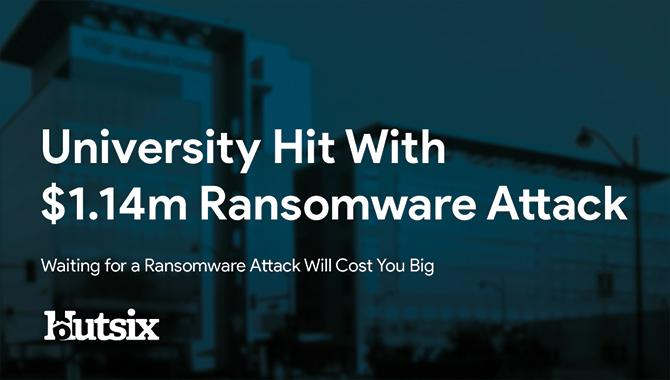 University Hit With
$1.14m Ransomware Attack
Waiting for a Ransomware Attack Will Cost You Big
hutsix